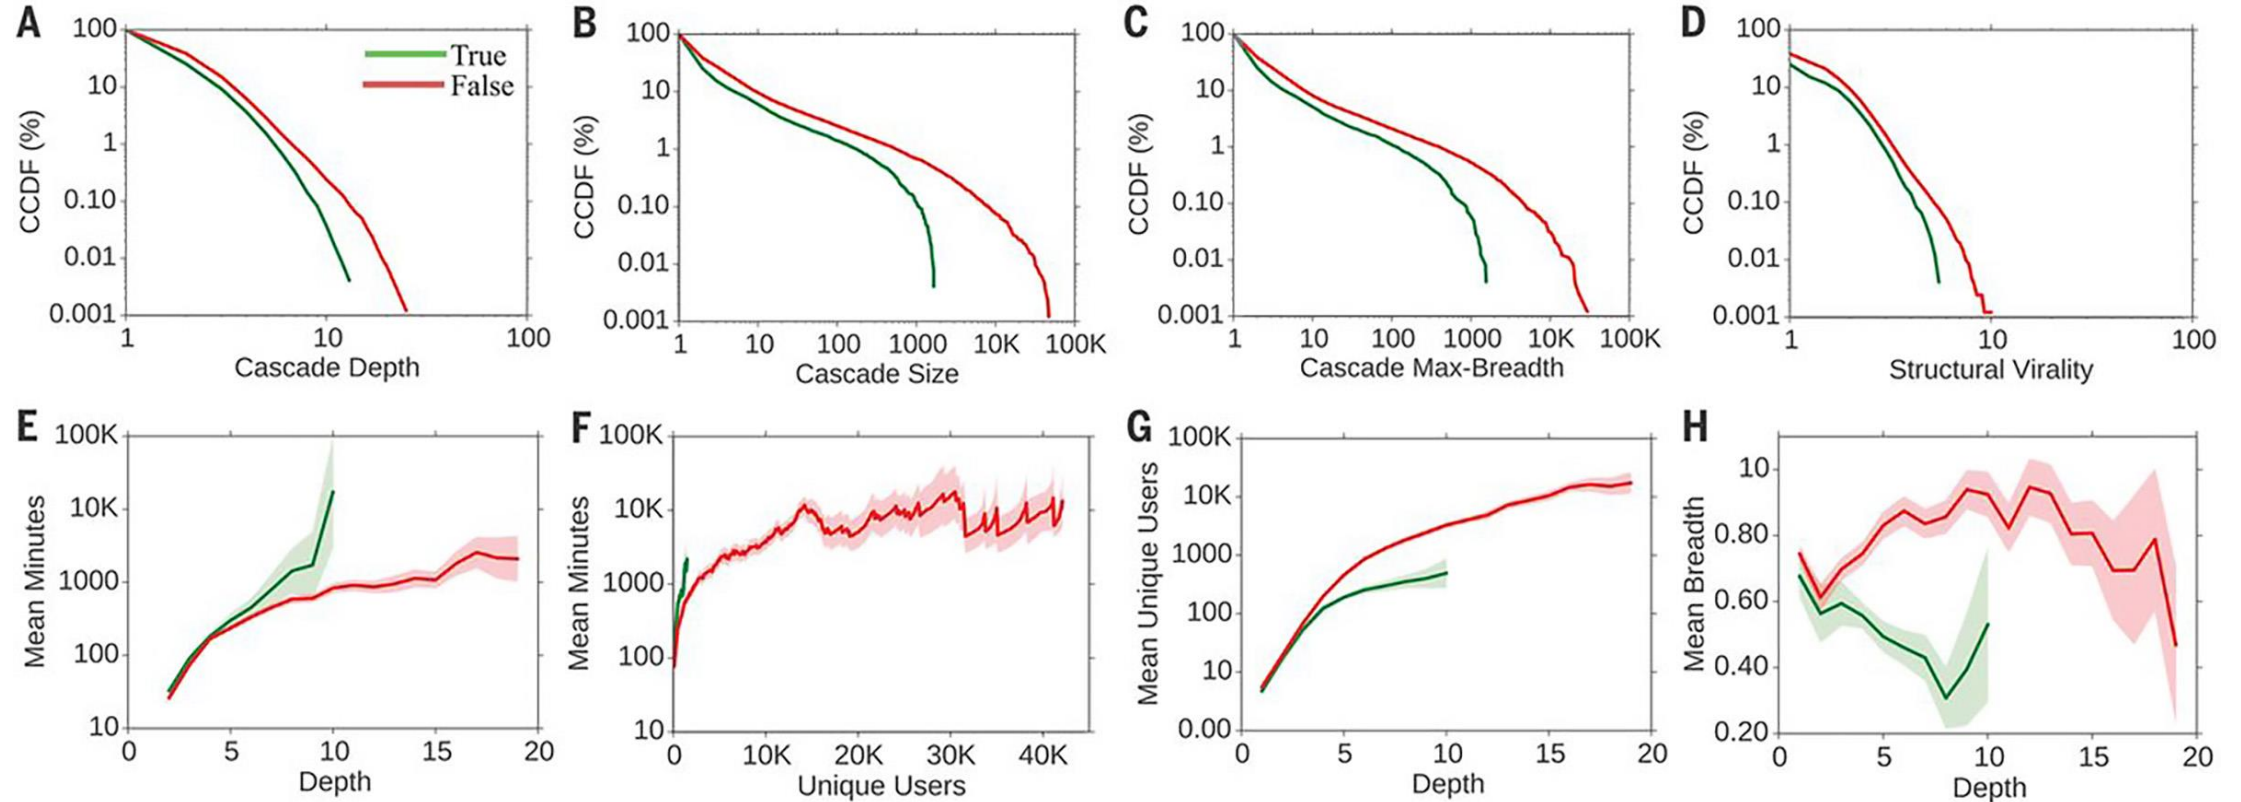 A
CCDF (%)
100
10
1
0.10
0.01
0.001
True
False
1 10 100
Cascade Depth
B
CCDF (%)
100
10
1
0.10
0.01
0.001
1 10 100 1000 10K 100K
Cascade Size
C
CCDF (%)
100
10
1
0.10
0.01
0.001
1 10 100 1000 10K 100K
Cascade Max-Breadth
D
CCDF (%)
100
10
1
0.10
0.01
0.001
1 10 100
Structural Virality
E
Mean Minutes
100K
10K
1000
100
10
0 5 10 15 20
Depth
F
Mean Minutes
100K
10K
1000
100
10
0 10K 20K 30K 40K
Unique Users
G
Mean Unique Users
100K
10K
1000
100
10
0.00
0 5 10 15 20
Depth
H
Mean Breadth
10
0.80
0.60
0.40
0.20
0 5 10 15 20
Depth